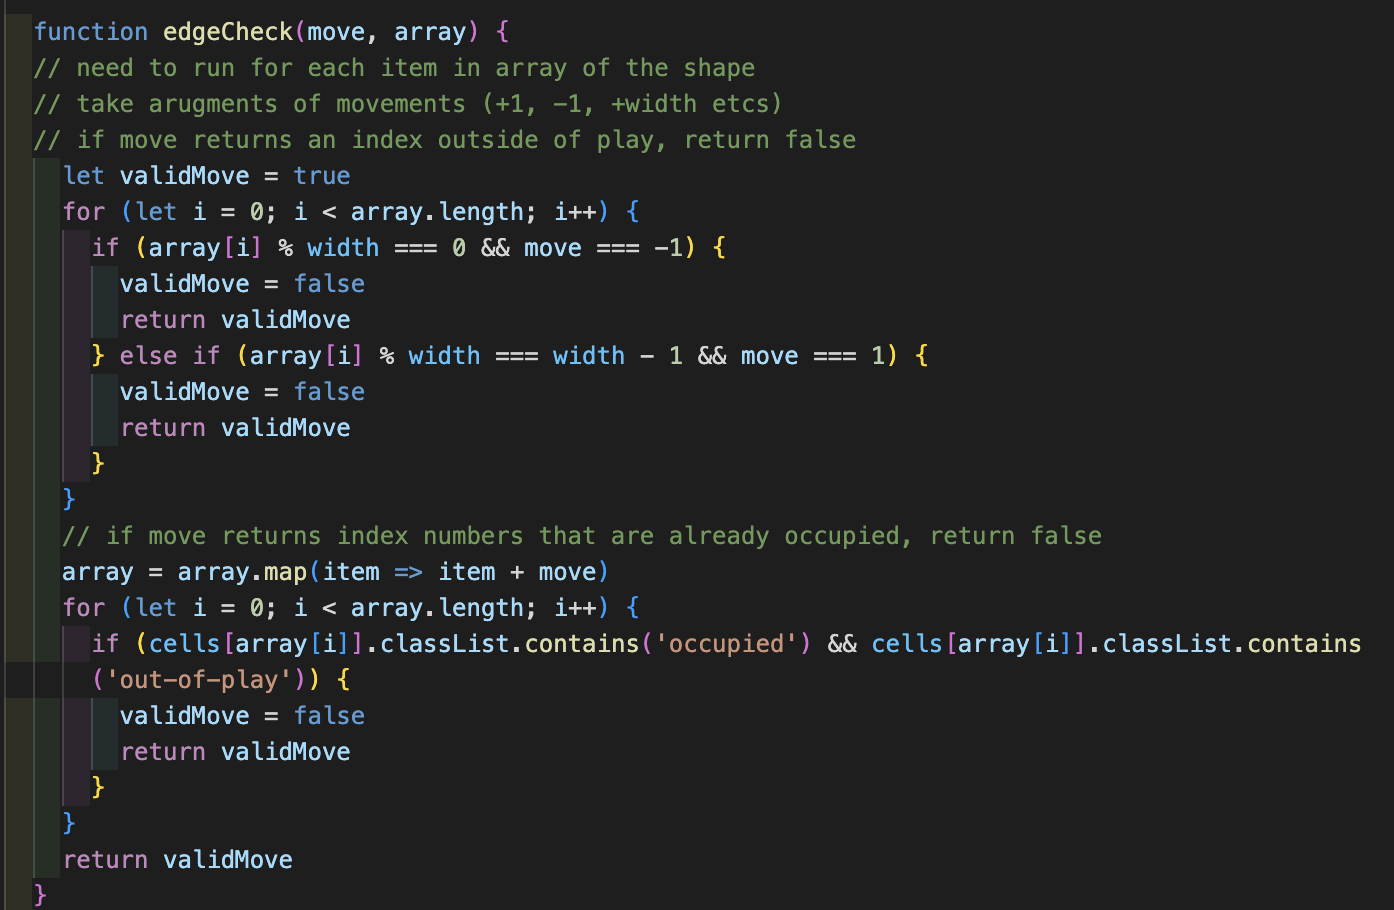 function edgeCheck(move, array) {
// need to run for each item in array of the shape
// take arugments of movements (+1, -1, +width etcs)
// if move returns an index outside of play, return false
let validMove = true
for (let i = 0; i < array.length; i++) {
if (array[i] % width === 0 && move === -1) {
validMove = false
return validMove
} else if (array[i] % width === width - 1 && move === 1) {
validMove = false
return validMove
}
}
// if move returns index numbers that are already occupied, return false
array = array.map(item => item + move)
for (let i = 0; i < array.length; i++) {
if (cells[array[i]].classList.contains('occupied') && cells[array[i]].classList.contains
('out-of-play')) {
validMove = false
return validMove
}
}
return validMove
}